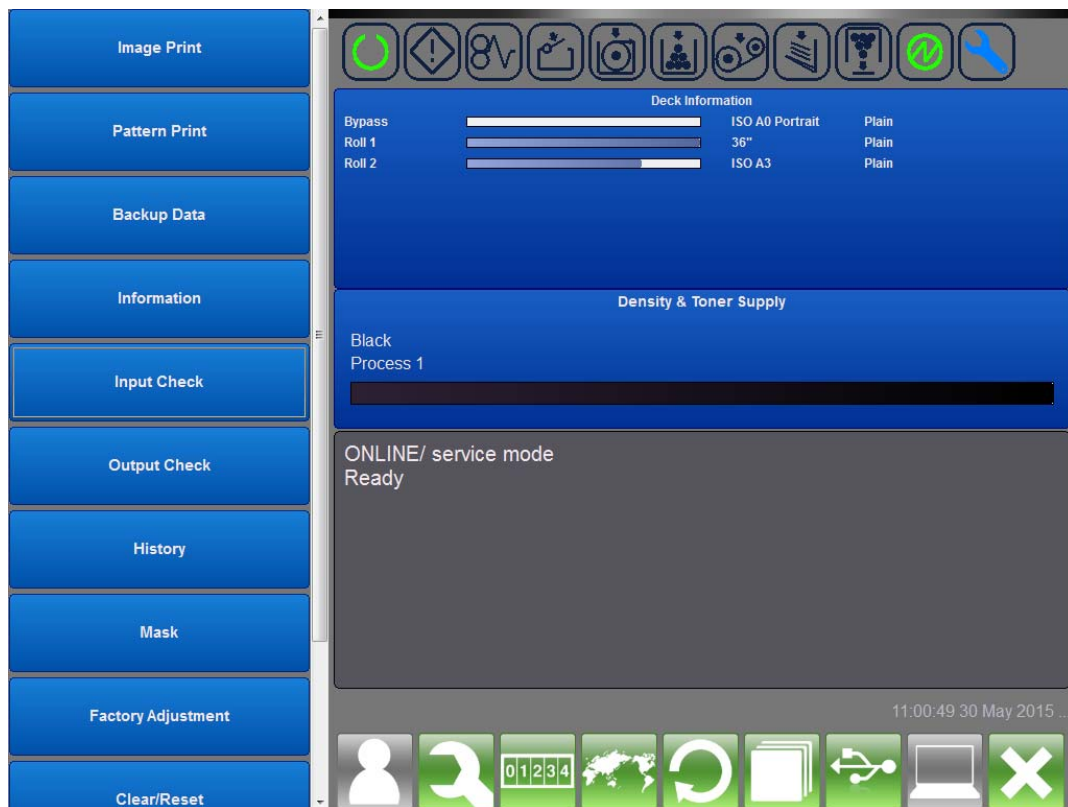 Image Print
Pattern Print
Backup Data
Information
Input Check
Output Check
History
Mask
Factory Adjustment
Clear/Reset
Deck Information
Bypass ISO A0 Portrait Plain
Roll 1 36" Plain
Roll 2 ISO A3 Plain
Density & Toner Supply
Black
Process 1
ONLINE/ service mode
Ready
11:00:49 30 May 2015 ..
01234